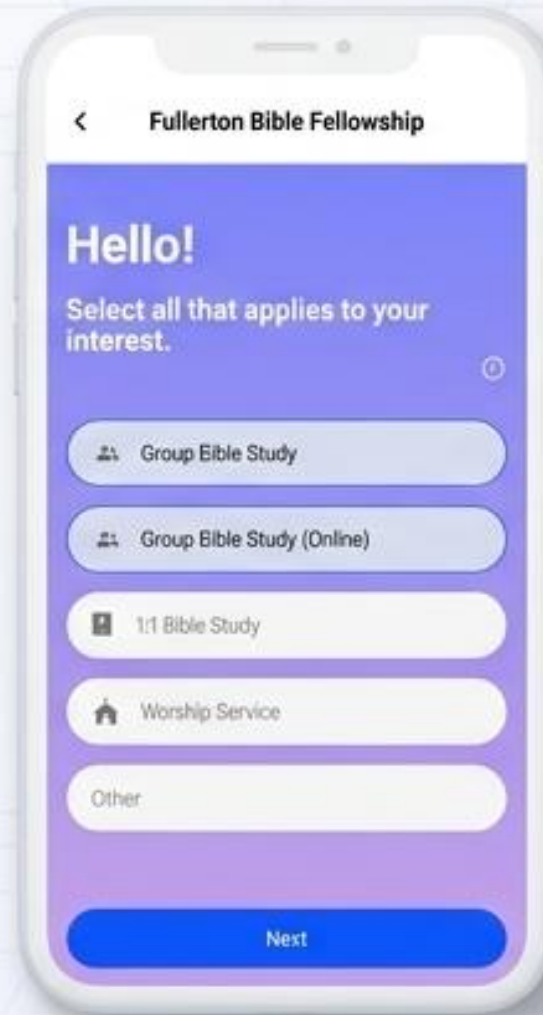 Fullerton Bible Fellowship
Hello!
Select all that applies to your
interest.
Group Bible Study
Group Bible Study (Online)
1:1 Bible Study
Worship Service
Other
Next